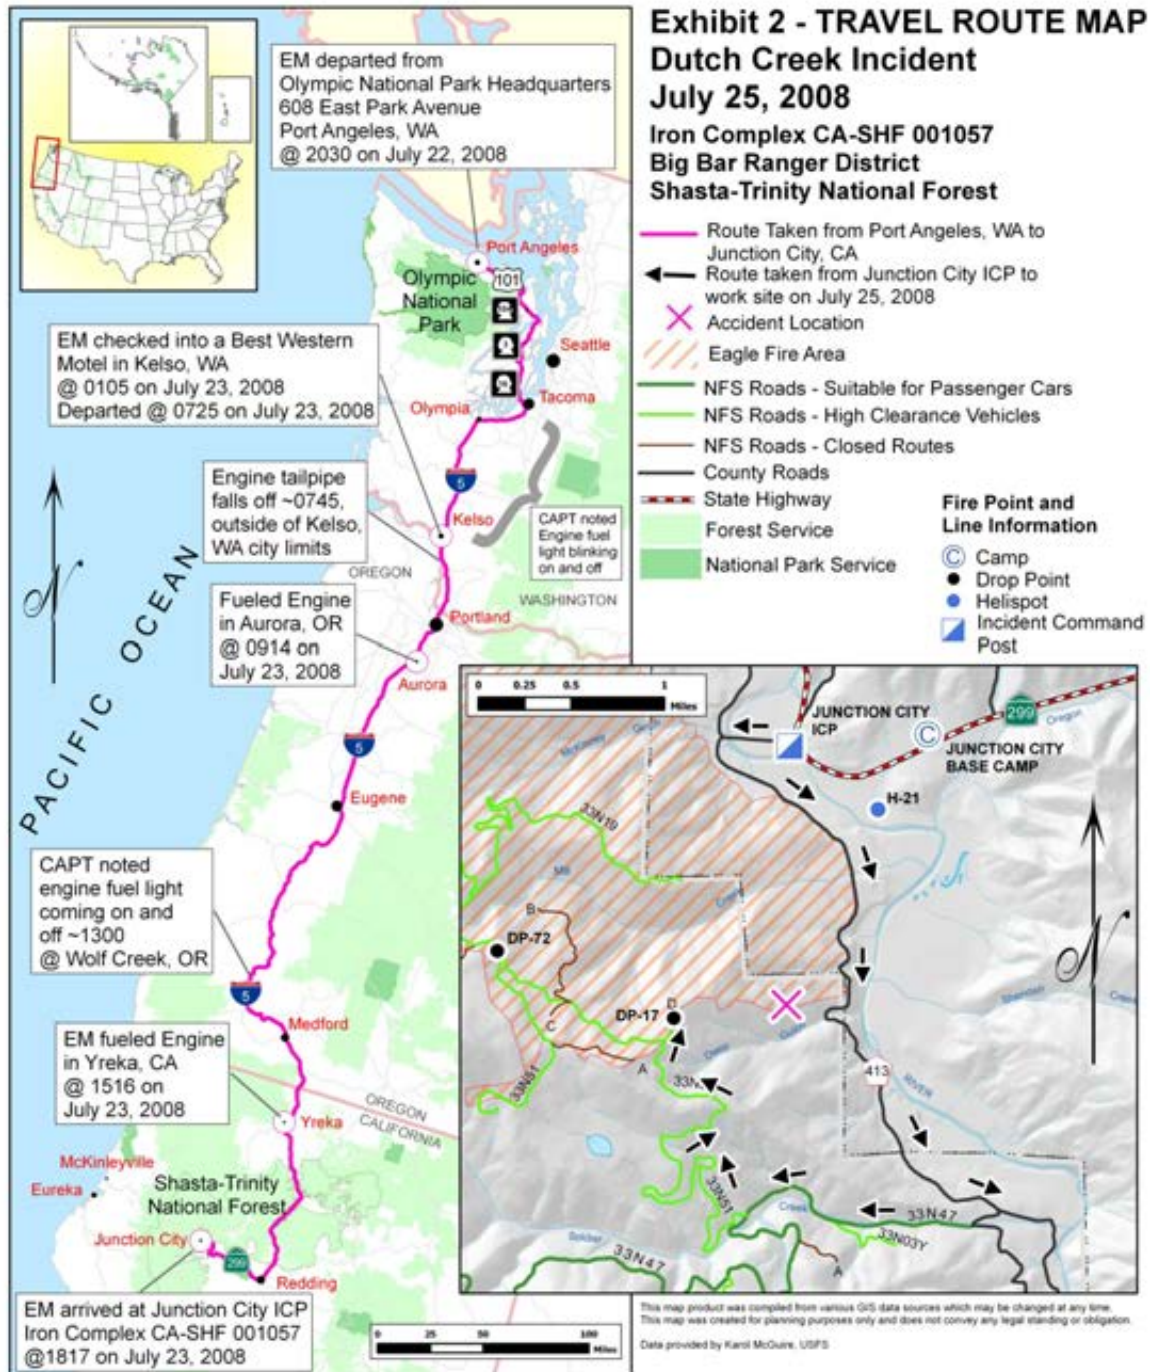 Exhibit 2 - TRAVEL ROUTE MAP
Dutch Creek Incident
July 25, 2008
Iron Complex CA-SHF 001057
Big Bar Ranger District
Shasta-Trinity National Forest
Route Taken from Port Angeles, WA to
Junction City, CA
Route taken from Junction City ICP to
work site on July 25, 2008
Accident Location
Eagle Fire Area
NFS Roads - Suitable for Passenger Cars
NFS Roads - High Clearance Vehicles
NFS Roads - Closed Routes
County Roads
State Highway
Forest Service
National Park Service
Fire Point and
Line Information
C Camp
Drop Point
Helispot
Incident Command
Post
EM departed from
Olympic National Park Headquarters
608 East Park Avenue
Port Angeles, WA
@ 2030 on July 22, 2008
Port Angeles
101
Olympic
National
Park
Seattle
Tacoma
Olympia
EM checked into a Best Western
Motel in Kelso, WA
@ 0105 on July 23, 2008
Departed @ 0725 on July 23, 2008
5
Engine tailpipe
falls off ~0745,
outside of Kelso,
WA city limits
Kelso
CAPT noted
Engine fuel
light blinking
on and off
OREGON
WASHINGTON
Fueled Engine
in Aurora, OR
@ 0914 on
July 23, 2008
Portland
Aurora
N
PACIFIC OCEAN
5
Eugene
CAPT noted
engine fuel light
coming on and
off ~1300
@ Wolf Creek, OR
5
Medford
EM fueled Engine
in Yreka, CA
@ 1516 on
July 23, 2008
OREGON
CALIFORNIA
Yreka
McKinleyville
Eureka
Shasta-Trinity
National Forest
Junction City
299
Redding
EM arrived at Junction City ICP
Iron Complex CA-SHF 001057
@1817 on July 23, 2008
0 25 50 100
Miles
0 0.25 0.5 1
Miles
JUNCTION CITY
ICP
299
Oregon
C
JUNCTION CITY
BASE CAMP
H-21
33N19
Mill
B
DP-72
DP-17
D
C
A
33N51
N
413
RIVER
33N51
Creek
33N47
33N03Y
33N47
A
This map product was compiled from various GIS data sources which may be changed at any time.
This map was created for planning purposes only and does not convey any legal standing or obligation.
Data provided by Karol McGuire, USFS